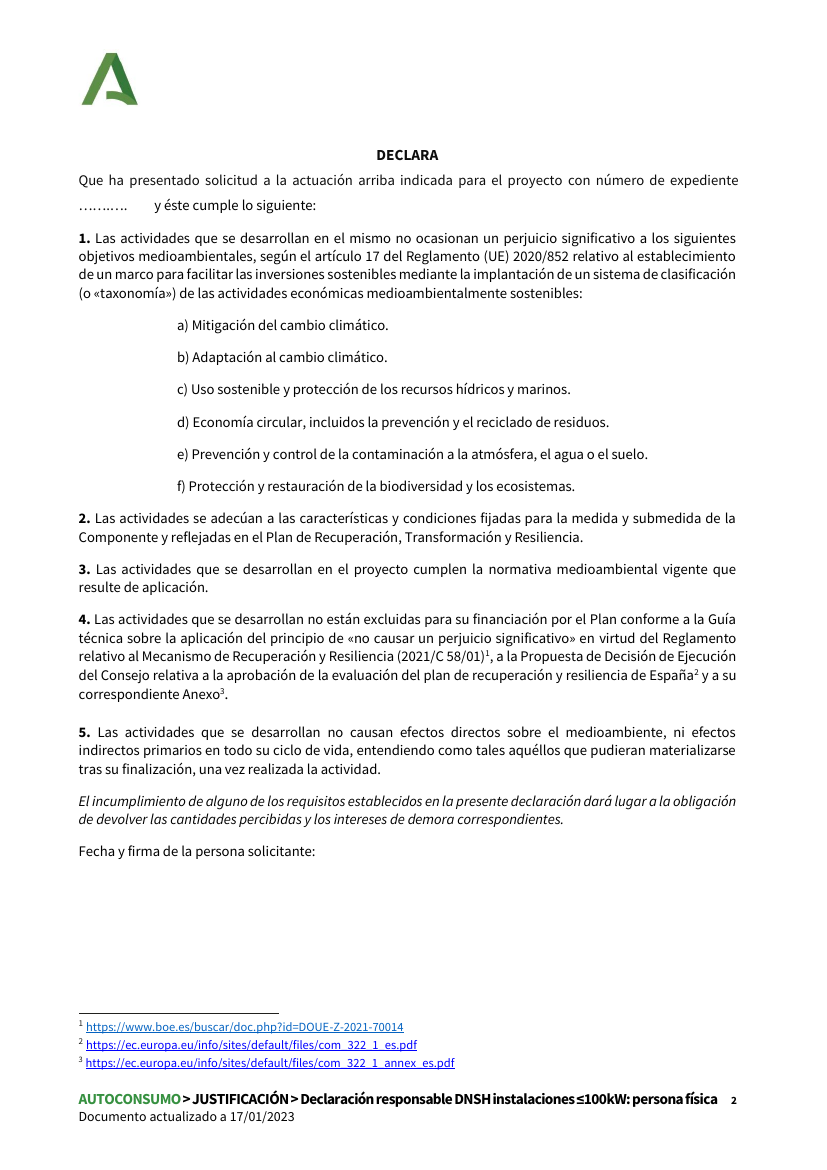 DECLARA
Que ha presentado solicitud a la actuación arriba indicada para el proyecto con número de expediente
………. y éste cumple lo siguiente:
1. Las actividades que se desarrollan en el mismo no ocasionan un perjuicio significativo a los siguientes
objetivos medioambientales, según el artículo 17 del Reglamento (UE) 2020/852 relativo al establecimiento
de un marco para facilitar las inversiones sostenibles mediante la implantación de un sistema de clasificación
(o «taxonomía») de las actividades económicas medioambientalmente sostenibles:
a) Mitigación del cambio climático.
b) Adaptación al cambio climático.
c) Uso sostenible y protección de los recursos hídricos y marinos.
d) Economía circular, incluidos la prevención y el reciclado de residuos.
e) Prevención y control de la contaminación a la atmósfera, el agua o el suelo.
f) Protección y restauración de la biodiversidad y los ecosistemas.
2. Las actividades se adecúan a las características y condiciones fijadas para la medida y submedida de la
Componente y reflejadas en el Plan de Recuperación, Transformación y Resiliencia.
3. Las actividades que se desarrollan en el proyecto cumplen la normativa medioambiental vigente que
resulte de aplicación.
4. Las actividades que se desarrollan no están excluidas para su financiación por el Plan conforme a la Guía
técnica sobre la aplicación del principio de «no causar un perjuicio significativo» en virtud del Reglamento
relativo al Mecanismo de Recuperación y Resiliencia (2021/C 58/01)¹, a la Propuesta de Decisión de Ejecución
del Consejo relativa a la aprobación de la evaluación del plan de recuperación y resiliencia de España² y a su
correspondiente Anexo³.
5. Las actividades que se desarrollan no causan efectos directos sobre el medioambiente, ni efectos
indirectos primarios en todo su ciclo de vida, entendiendo como tales aquéllos que pudieran materializarse
tras su finalización, una vez realizada la actividad.
El incumplimiento de alguno de los requisitos establecidos en la presente declaración dará lugar a la obligación
de devolver las cantidades percibidas y los intereses de demora correspondientes.
Fecha y firma de la persona solicitante:
¹ https://www.boe.es/buscar/doc.php?id=DOUE-Z-2021-70014
² https://ec.europa.eu/info/sites/default/files/com_322_1_es.pdf
³ https://ec.europa.eu/info/sites/default/files/com_322_1_annex_es.pdf
AUTOCONSUMO > JUSTIFICACIÓN > Declaración responsable DNSH instalaciones ≤100kW: persona física 2
Documento actualizado a 17/01/2023